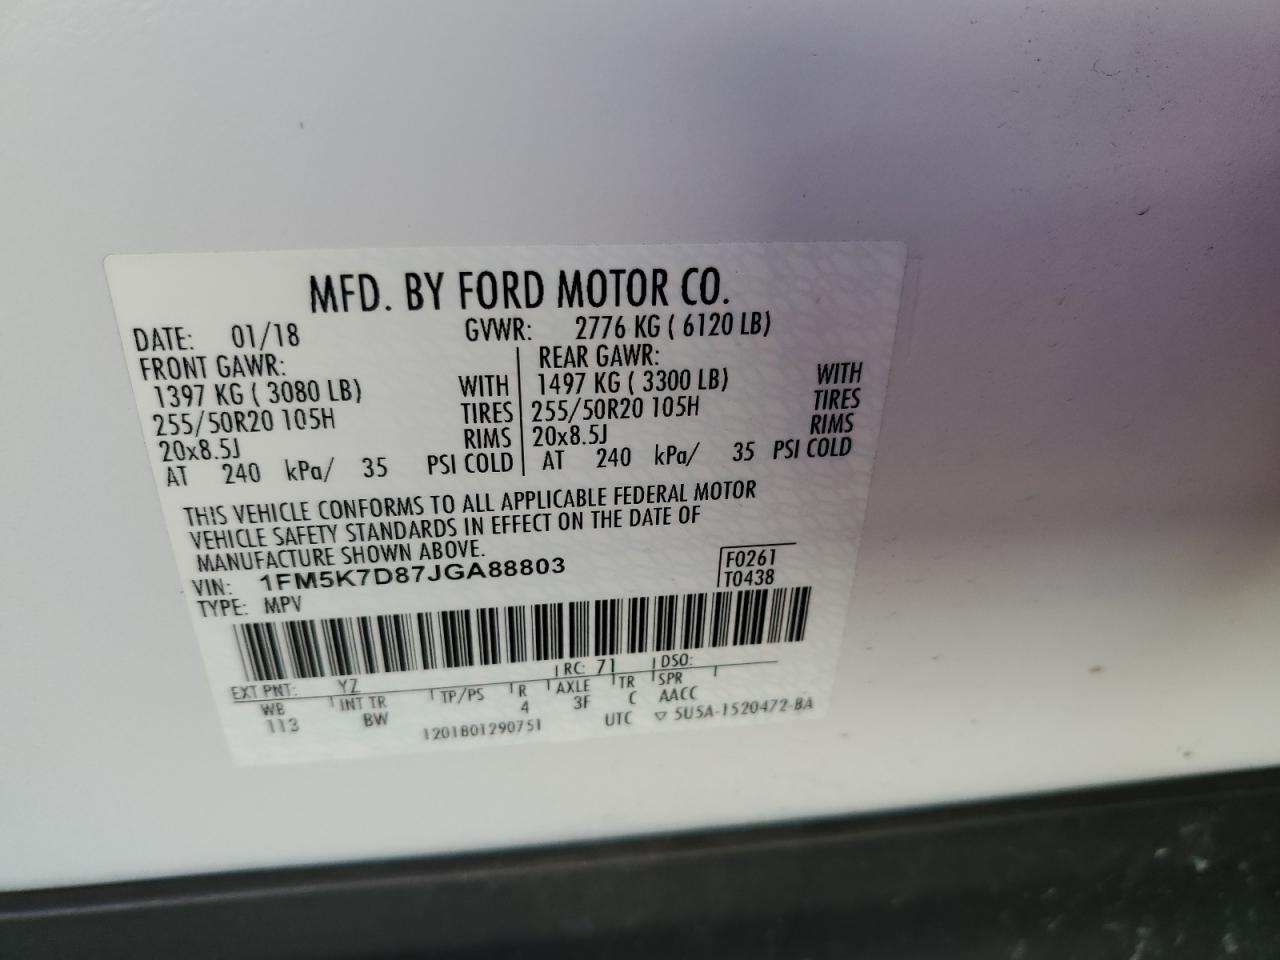 MFD. BY FORD MOTOR CO.
DATE: 01/18 GVWR: 2776 KG ( 6120 LB)
FRONT GAWR: REAR GAWR:
1397 KG ( 3080 LB) WITH 1497 KG ( 3300 LB) WITH
255/50R20 105H TIRES 255/50R20 105H TIRES
20x8.5J RIMS 20x8.5J RIMS
AT 240 kPa/ 35 PSI COLD AT 240 kPa/ 35 PSI COLD
THIS VEHICLE CONFORMS TO ALL APPLICABLE FEDERAL MOTOR
VEHICLE SAFETY STANDARDS IN EFFECT ON THE DATE OF
MANUFACTURE SHOWN ABOVE.
VIN: 1FM5K7D87JGA88803 F0261
TYPE: MPV T0438
EXT PNT: YZ RC: 71 DSO:
WB INT TR TP/PS R AXLE TR SPR
113 BW 4 3F C AACC
1201801290751 UTC ▽ 5U5A-1520472-BA